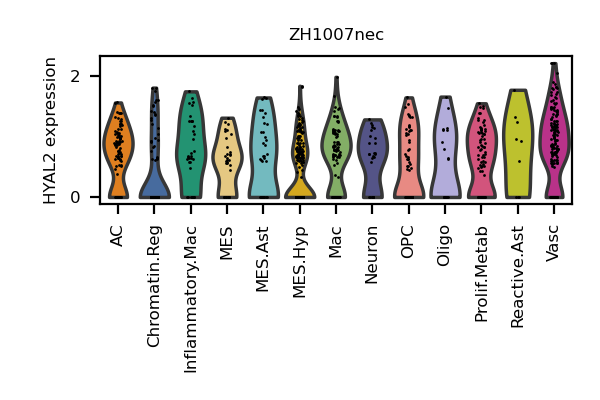 ZH1007nec
HYAL2 expression
2
0
AC
Chromatin.Reg
Inflammatory.Mac
MES
MES.Ast
MES.Hyp
Mac
Neuron
OPC
Oligo
Prolif.Metab
Reactive.Ast
Vasc